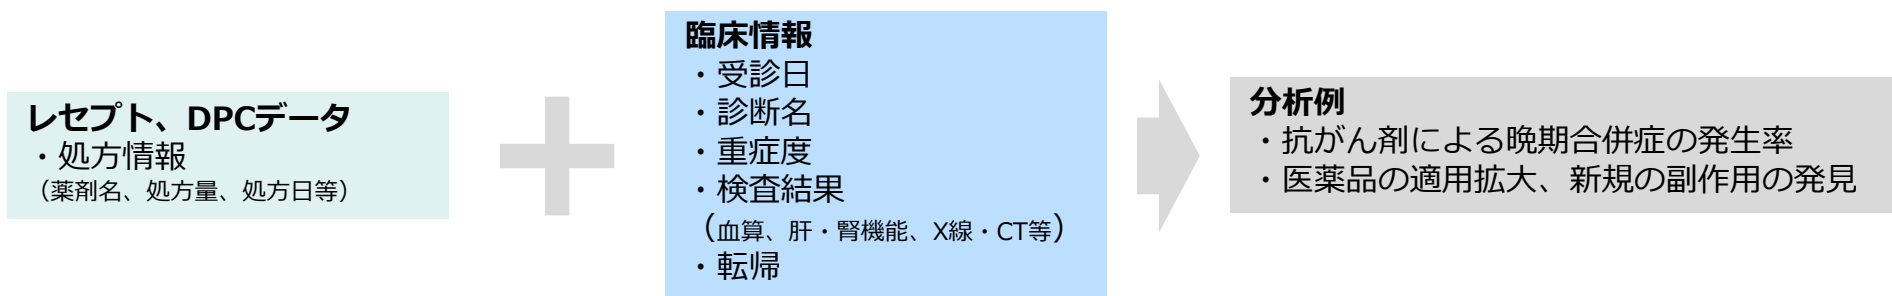 レセプト、DPCデータ
・処方情報
（薬剤名、処方量、処方日等）
臨床情報
・受診日
・診断名
・重症度
・検査結果
（血算、肝・腎機能、X線・CT等）
・転帰
分析例
・抗がん剤による晩期合併症の発生率
・医薬品の適用拡大、新規の副作用の発見